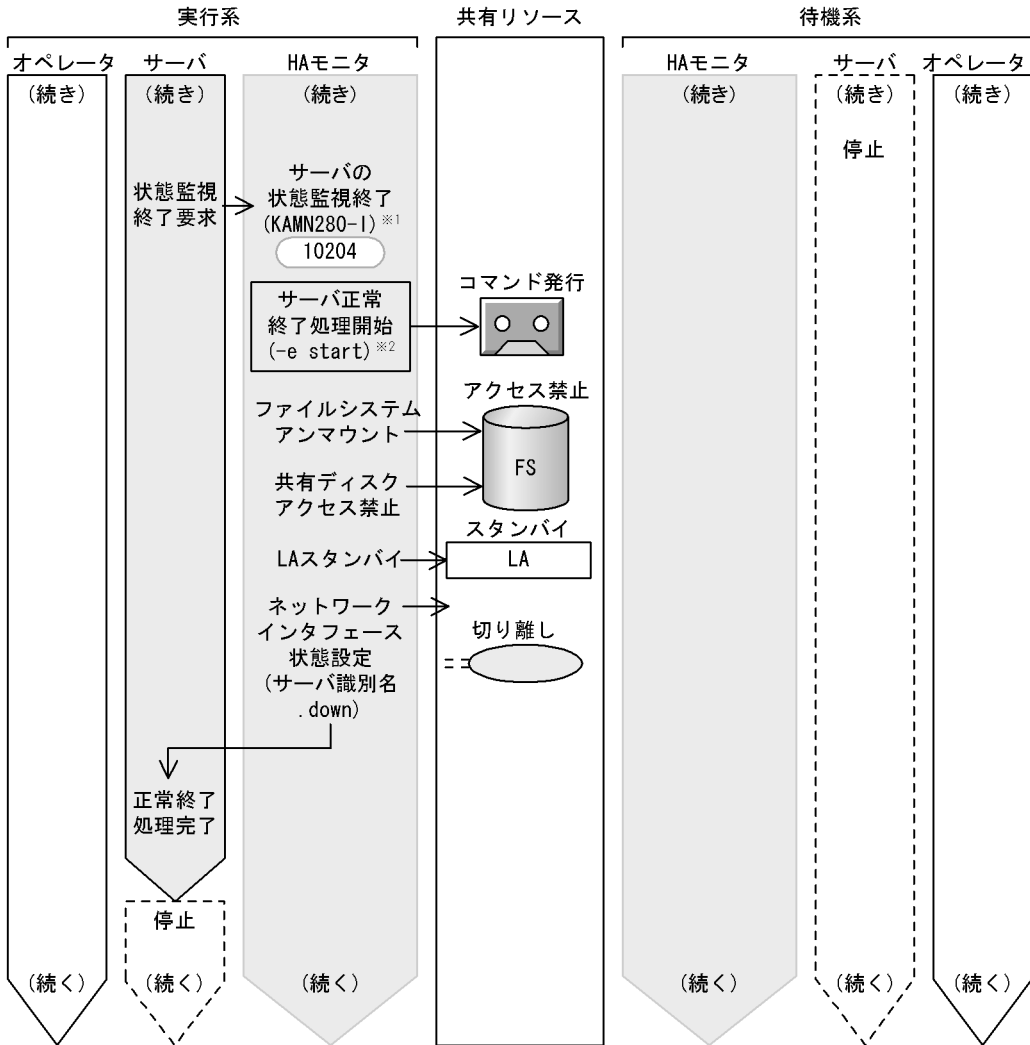 実行系
共有リソース
待機系
オペレータ
サーバ
HAモニタ
HAモニタ
サーバ
オペレータ
(続き)
(続き)
(続き)
(続き)
(続き)
(続き)
停止
状態監視
終了要求
サーバの
状態監視終了
(KAMN280-I)※1
10204
サーバ正常
終了処理開始
(-e start)※2
コマンド発行
アクセス禁止
ファイルシステム
アンマウント
FS
共有ディスク
アクセス禁止
スタンバイ
LAスタンバイ
LA
ネットワーク
インタフェース
状態設定
(サーバ識別名
.down)
切り離し
正常終了
処理完了
停止
(続く)
(続く)
(続く)
(続く)
(続く)
(続く)